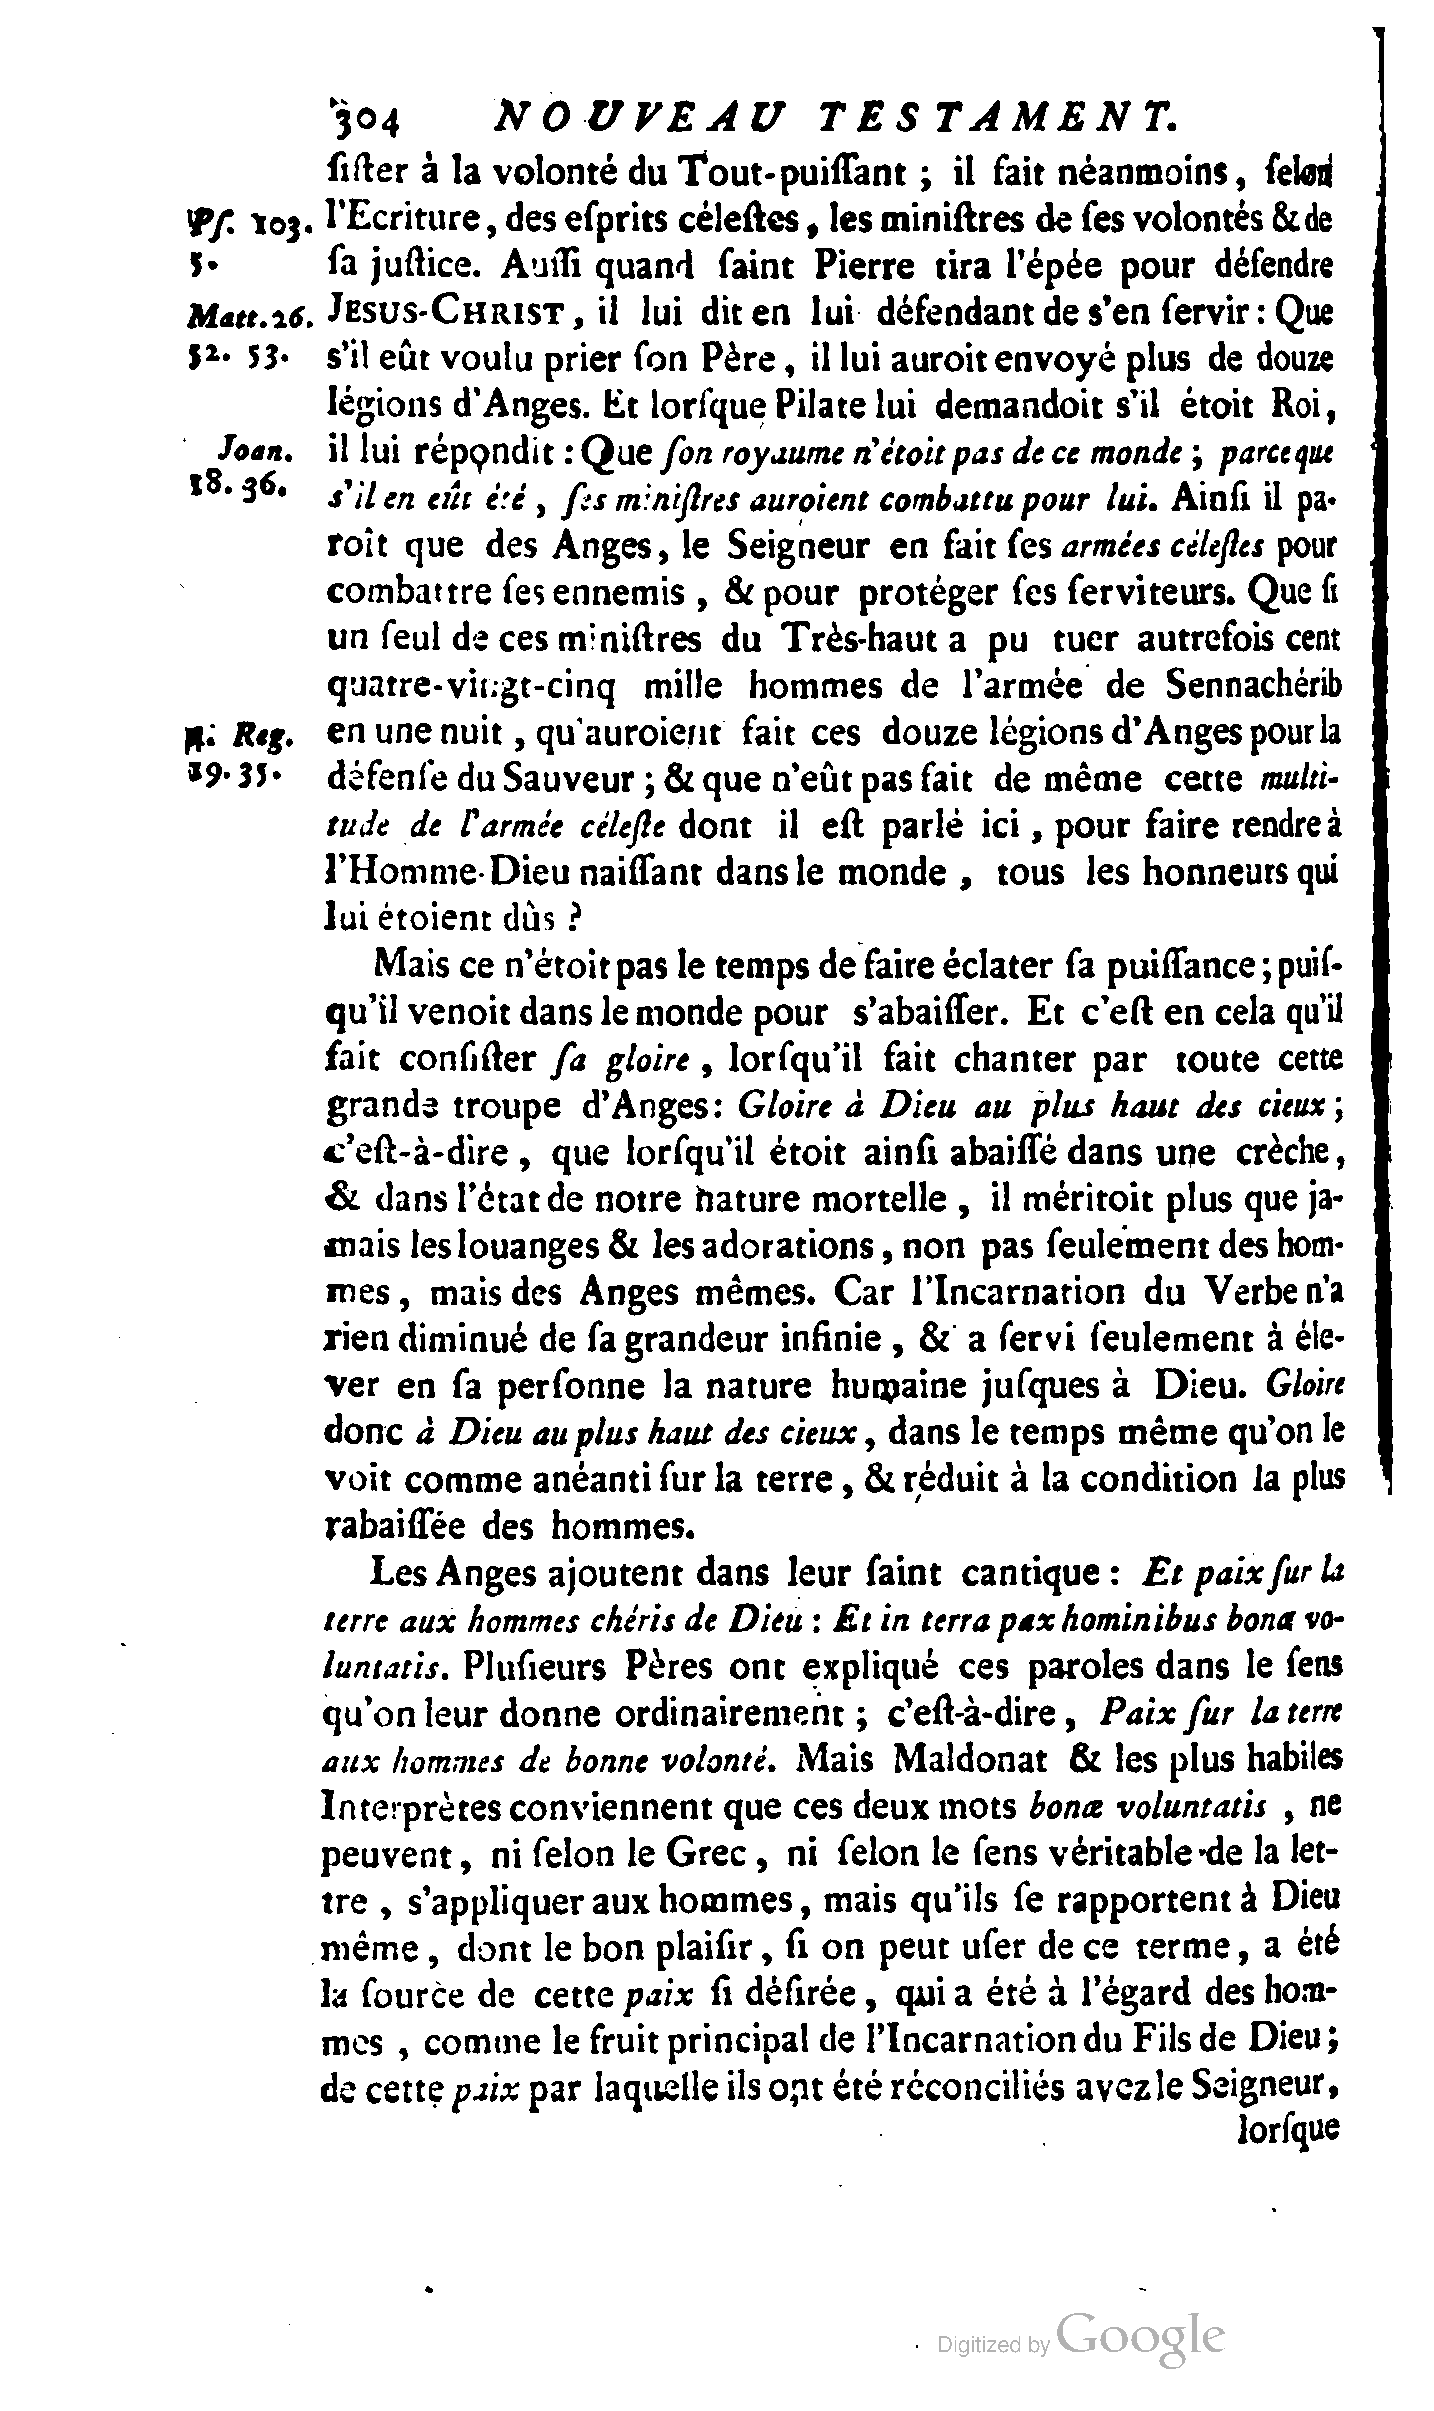 304 NOUVEAU TESTAMENT.
ſiſter à la volonté du Tout-puiſſant ; il fait néanmoins, ſelon
Pſ. 103. l'Ecriture, des eſprits céleſtes, les miniſtres de ſes volontés & de
5. ſa juſtice. Auſſi quand ſaint Pierre tira l'épée pour défendre
Matt. 26. JESUS-CHRIST, il lui dit en lui défendant de s'en ſervir : Que
52. 53. s'il eût voulu prier ſon Père, il lui auroit envoyé plus de douze
légions d'Anges. Et lorſque Pilate lui demandoit s'il étoit Roi,
Joan. il lui répondit : Que ſon royaume n'étoit pas de ce monde ; parceque
18. 36. s'il en eût été, ſes miniſtres auroient combattu pour lui. Ainſi il pa-
roît que des Anges, le Seigneur en fait ſes armées céleſtes pour
combattre ſes ennemis, & pour protéger ſes ſerviteurs. Que ſi
un ſeul de ces miniſtres du Très-haut a pu tuer autrefois cent
quatre-vingt-cinq mille hommes de l'armée de Sennachérib
Reg. en une nuit, qu'auroient fait ces douze légions d'Anges pour la
19. 35. défenſe du Sauveur ; & que n'eût pas fait de même cette multi-
tude de l'armée céleſte dont il eſt parlé ici, pour faire rendre à
l'Homme-Dieu naiſſant dans le monde, tous les honneurs qui
lui étoient dûs ?
Mais ce n'étoit pas le temps de faire éclater ſa puiſſance ; puiſ-
qu'il venoit dans le monde pour s'abaiſſer. Et c'eſt en cela qu'il
fait conſiſter ſa gloire, lorſqu'il fait chanter par toute cette
grande troupe d'Anges : Gloire à Dieu au plus haut des cieux ;
c'eſt-à-dire, que lorſqu'il étoit ainſi abaiſſé dans une crèche,
& dans l'état de notre nature mortelle, il méritoit plus que ja-
mais les louanges & les adorations, non pas ſeulement des hom-
mes, mais des Anges mêmes. Car l'Incarnation du Verbe n'a
rien diminué de ſa grandeur infinie, & a ſervi ſeulement à éle-
ver en ſa perſonne la nature humaine juſques à Dieu. Gloire
donc à Dieu au plus haut des cieux, dans le temps même qu'on le
voit comme anéanti ſur la terre, & réduit à la condition la plus
rabaiſſée des hommes.
Les Anges ajoutent dans leur ſaint cantique : Et paix ſur la
terre aux hommes chéris de Dieu : Et in terra pax hominibus bonæ vo-
luntatis. Pluſieurs Pères ont expliqué ces paroles dans le ſens
qu'on leur donne ordinairement ; c'eſt-à-dire, Paix ſur la terre
aux hommes de bonne volonté. Mais Maldonat & les plus habiles
Interprètes conviennent que ces deux mots bonæ voluntatis, ne
peuvent, ni ſelon le Grec, ni ſelon le ſens véritable de la let-
tre, s'appliquer aux hommes, mais qu'ils ſe rapportent à Dieu
même, dont le bon plaiſir, ſi on peut uſer de ce terme, a été
la ſource de cette paix ſi déſirée, qui a été à l'égard des hom-
mes, comme le fruit principal de l'Incarnation du Fils de Dieu ;
de cette paix par laquelle ils ont été réconciliés avec le Seigneur,
lorſque
Digitized by Google